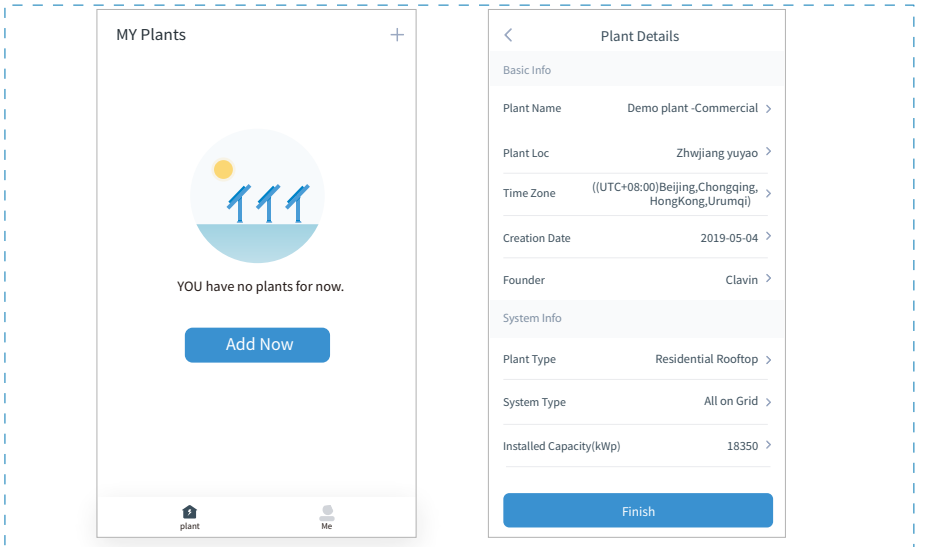 MY Plants
YOU have no plants for now.
Add Now
plant
Me
Plant Details
Basic Info
Plant Name Demo plant -Commercial
Plant Loc Zhwjiang yuyao
Time Zone ((UTC+08:00)Beijing,Chongqing,
HongKong,Urumqi)
Creation Date 2019-05-04
Founder Clavin
System Info
Plant Type Residential Rooftop
System Type All on Grid
Installed Capacity(kWp) 18350
Finish